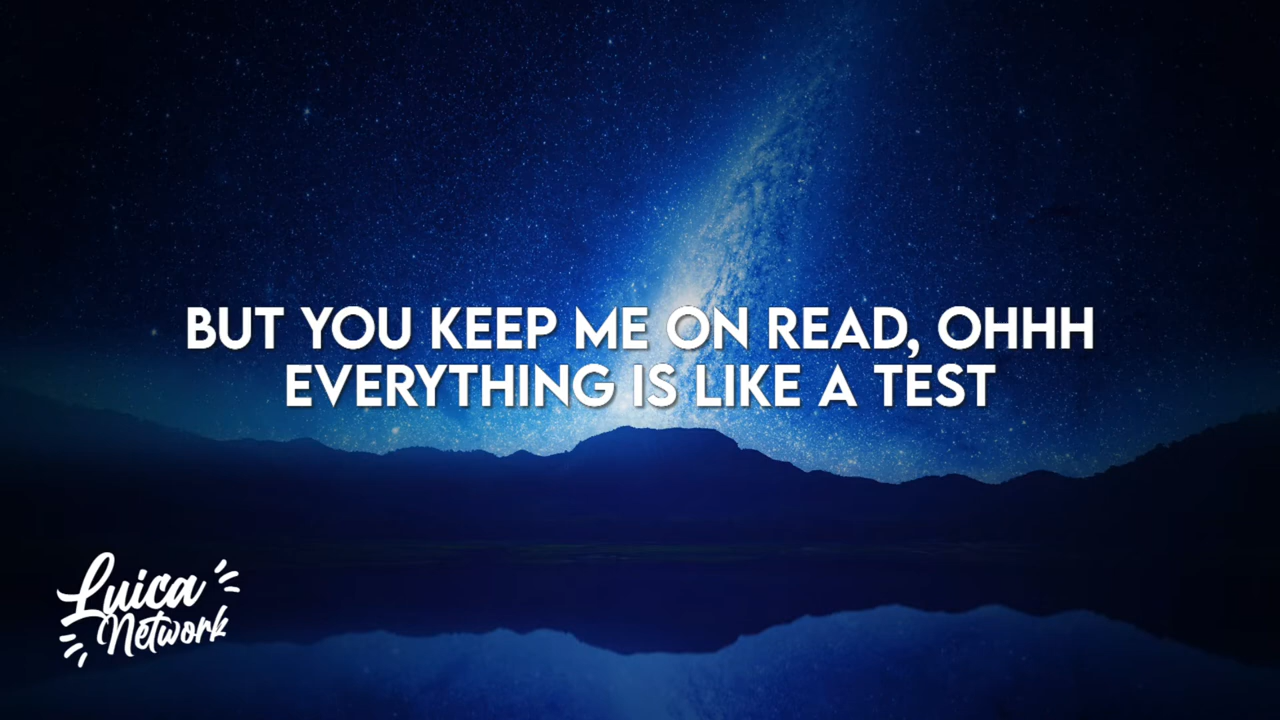 BUT YOU KEEP ME ON READ, OHHH
EVERYTHING IS LIKE A TEST
Luica
Network